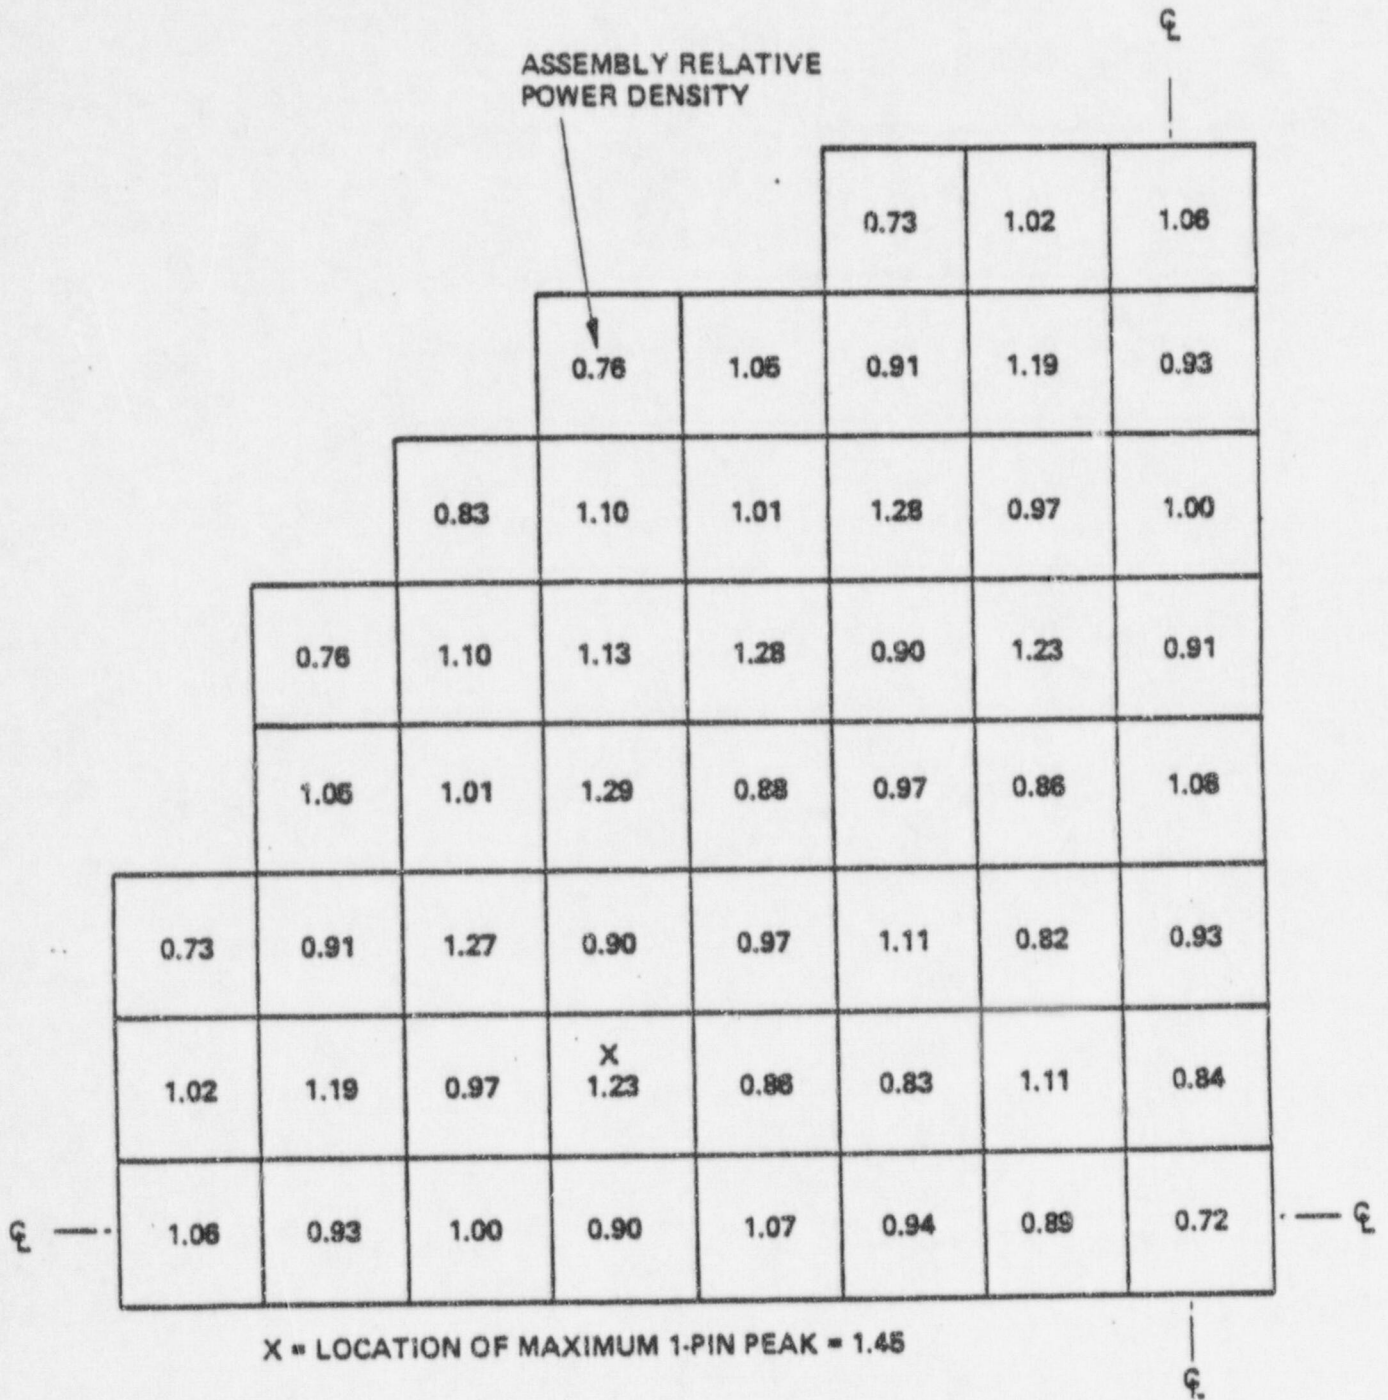 ℄
ASSEMBLY RELATIVE
POWER DENSITY
0.73 1.02 1.06
0.76 1.05 0.91 1.19 0.93
0.83 1.10 1.01 1.28 0.97 1.00
0.76 1.10 1.13 1.28 0.90 1.23 0.91
1.05 1.01 1.29 0.88 0.97 0.86 1.08
0.73 0.91 1.27 0.90 0.97 1.11 0.82 0.93
X
1.02 1.19 0.97 1.23 0.86 0.83 1.11 0.84
℄ 1.06 0.93 1.00 0.90 1.07 0.94 0.89 0.72 ℄
X = LOCATION OF MAXIMUM 1-PIN PEAK = 1.45
℄